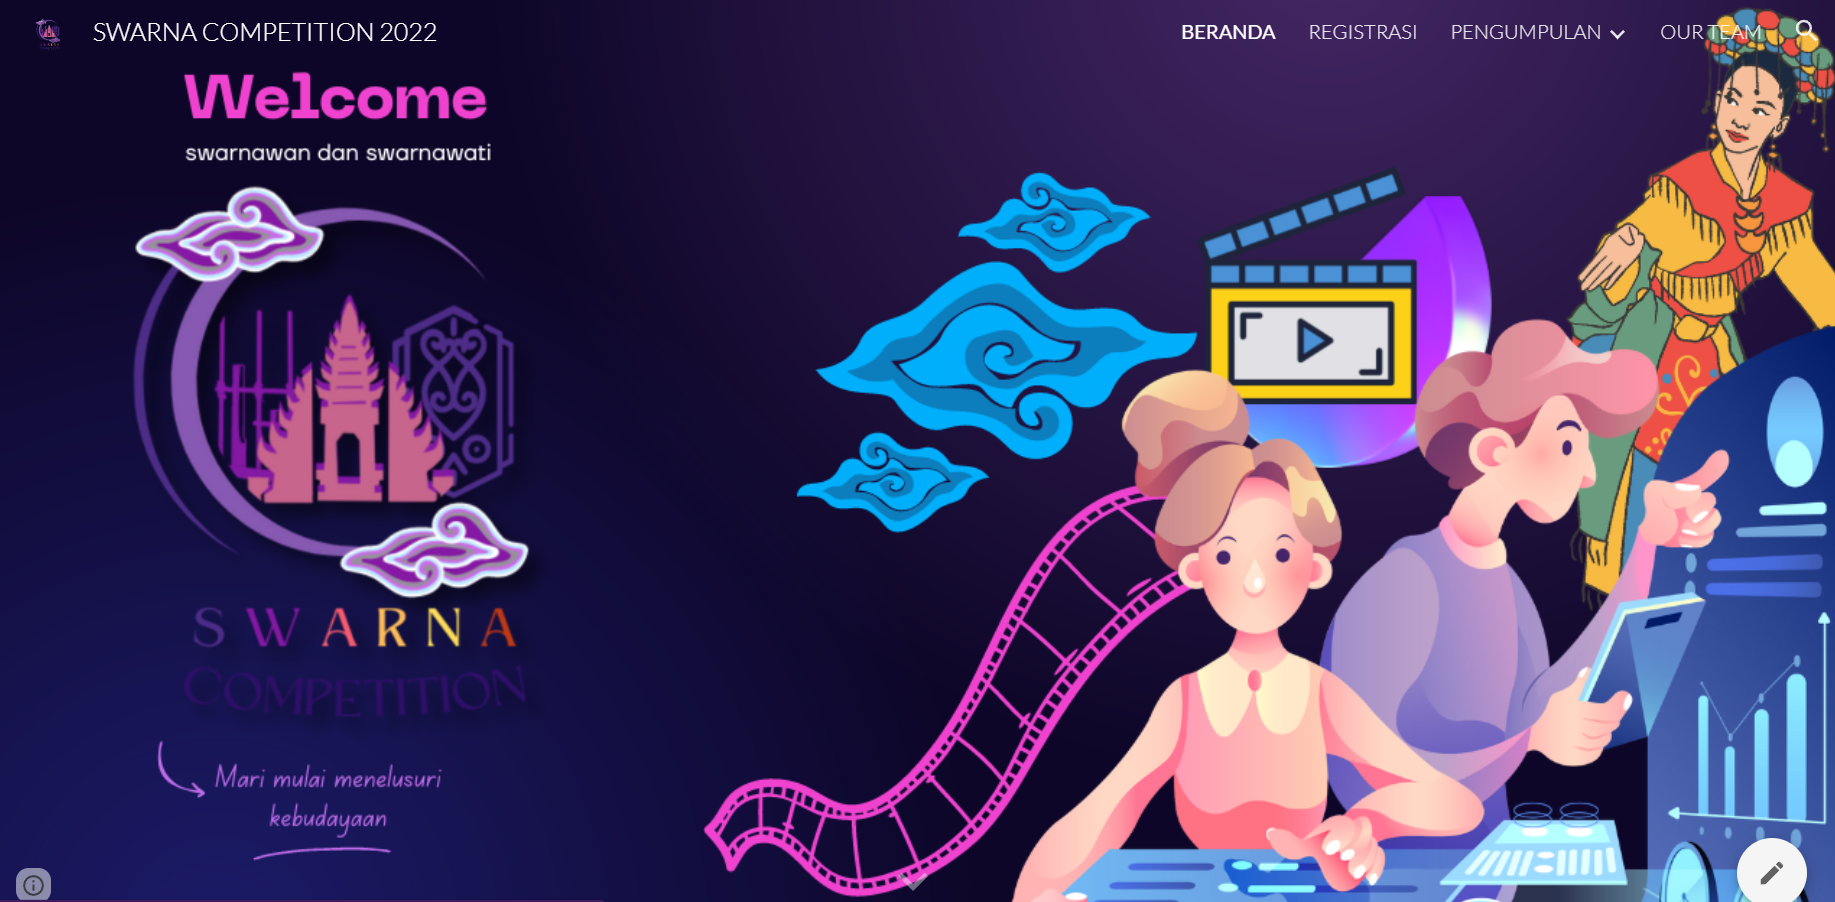 SWARNA COMPETITION 2022
BERANDA
REGISTRASI
PENGUMPULAN
OUR TEAM
Welcome
swarnawan dan swarnawati
SWARNA
COMPETITION
Mari mulai menelusuri
kebudayaan